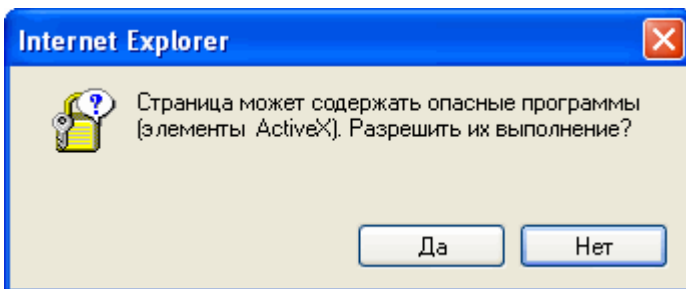 Internet Explorer
Страница может содержать опасные программы
(элементы ActiveX). Разрешить их выполнение?
Да Нет